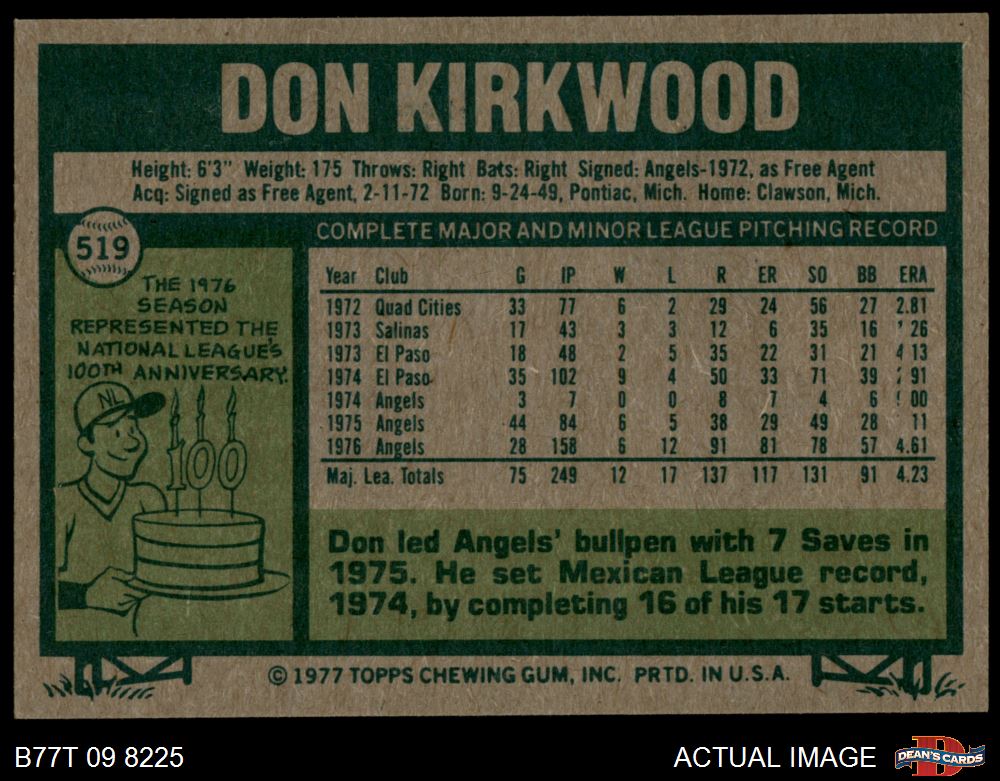 DON KIRKWOOD
Height: 6'3" Weight: 175 Throws: Right Bats: Right Signed: Angels-1972, as Free Agent
Acq: Signed as Free Agent, 2-11-72 Born: 9-24-49, Pontiac, Mich. Home: Clawson, Mich.
519
THE 1976
SEASON
REPRESENTED THE
NATIONAL LEAGUE'S
100TH ANNIVERSARY.
NL
100
COMPLETE MAJOR AND MINOR LEAGUE PITCHING RECORD
Year Club G IP W L R ER SO BB ERA
1972 Quad Cities 33 77 6 2 29 24 56 27 2.81
1973 Salinas 17 43 3 3 12 6 35 16 26
1973 El Paso 18 48 2 5 35 22 31 21 4 13
1974 El Paso 35 102 9 4 50 33 71 39 91
1974 Angels 3 7 0 0 8 7 4 6 00
1975 Angels 44 84 6 5 38 29 49 28 11
1976 Angels 28 158 6 12 91 81 78 57 4.61
Maj. Lea. Totals 75 249 12 17 137 117 131 91 4.23
Don led Angels' bullpen with 7 Saves in
1975. He set Mexican League record,
1974, by completing 16 of his 17 starts.
© 1977 TOPPS CHEWING GUM, INC. PRTD. IN U.S.A.
B77T 09 8225
ACTUAL IMAGE
D
DEAN'S CARDS